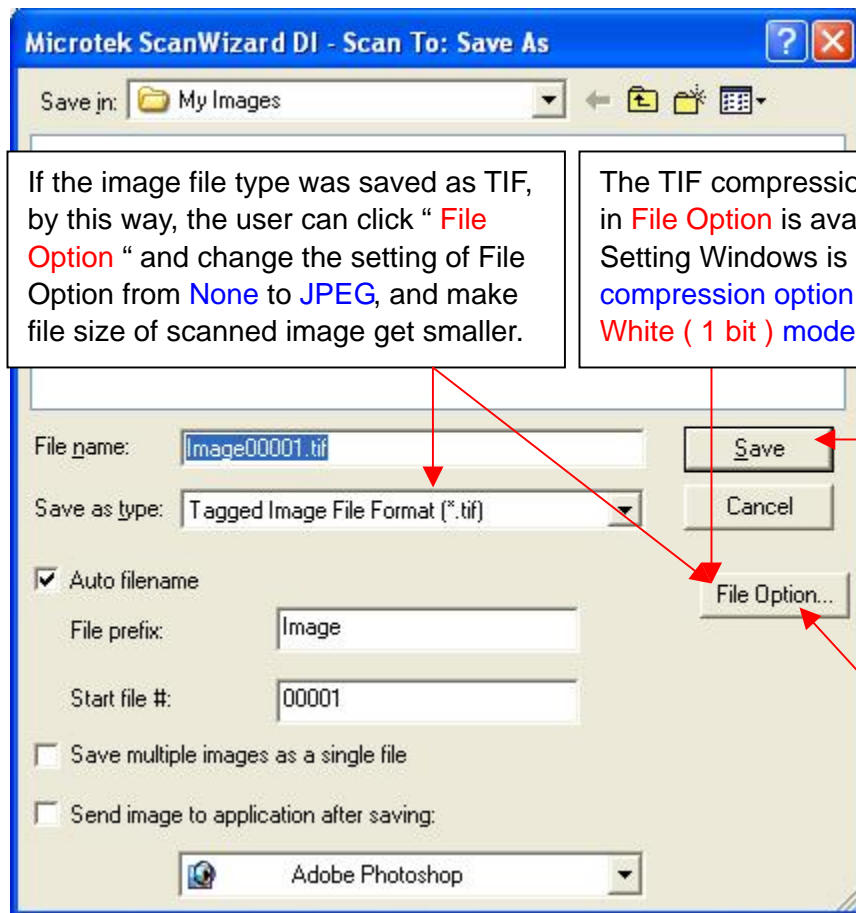 Microtek ScanWizard DI - Scan To: Save As
Save in: My Images
If the image file type was saved as TIF,
by this way, the user can click “ File
Option “ and change the setting of File
Option from None to JPEG, and make
file size of scanned image get smaller.
The TIF compressio
in File Option is ava
Setting Windows is
compression option
White ( 1 bit ) mode
File name: Image00001.tif
Save
Save as type: Tagged Image File Format (*.tif)
Cancel
Auto filename
File Option...
File prefix: Image
Start file #: 00001
Save multiple images as a single file
Send image to application after saving:
Adobe Photoshop